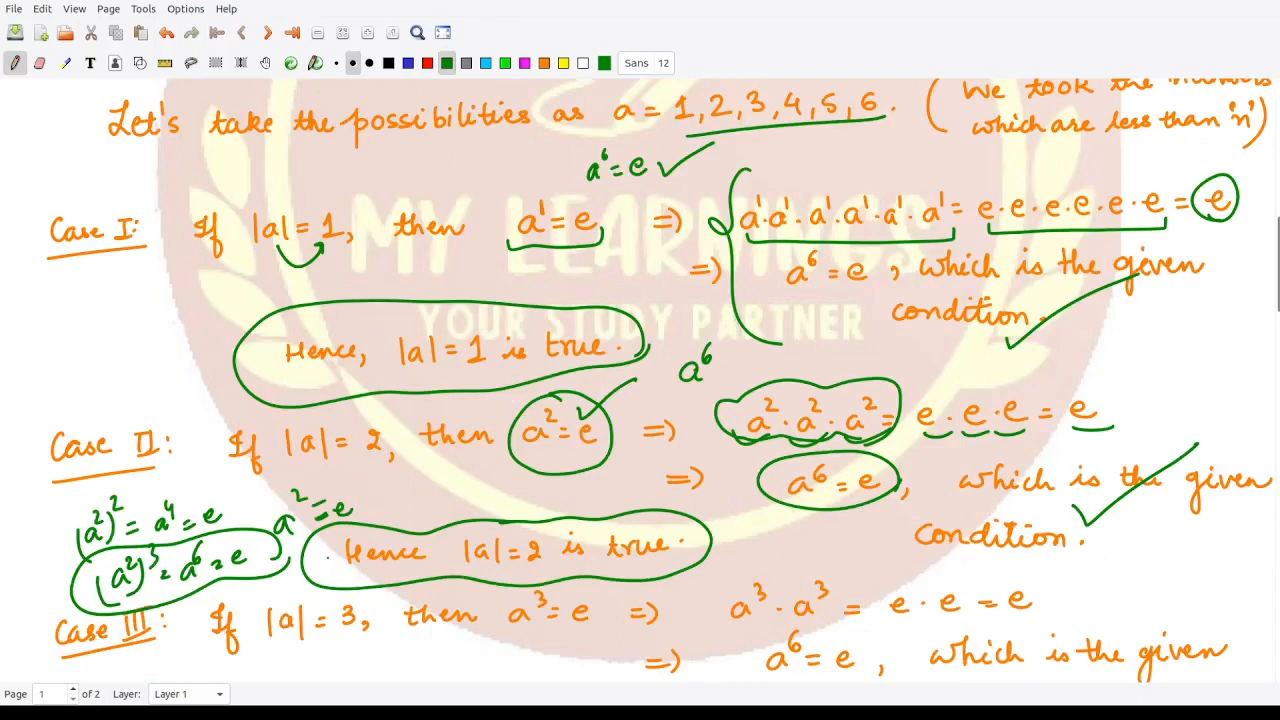 File Edit View Page Tools Options Help
Sans 12
Let's take the possibilities as a = 1, 2, 3, 4, 5, 6. (We took the numbers
which are less than 'n')
a⁶ = e
Case I: If |a| = 1, then a¹ = e => a¹·a¹·a¹·a¹·a¹·a¹ = e·e·e·e·e·e = e
=> a⁶ = e, which is the given
condition.
MY LEARNINGS
YOUR STUDY PARTNER
Hence, |a| = 1 is true.
a⁶
Case II: If |a| = 2, then a² = e => a²·a²·a² = e·e·e = e
=> a⁶ = e, which is the given
condition.
(a²)² = a⁴ = e
a² = e
(a²)³ = a⁶ = e
Hence |a| = 2 is true.
Case III: If |a| = 3, then a³ = e => a³·a³ = e·e = e
=> a⁶ = e, which is the given
Page 1 of 2 Layer: Layer 1